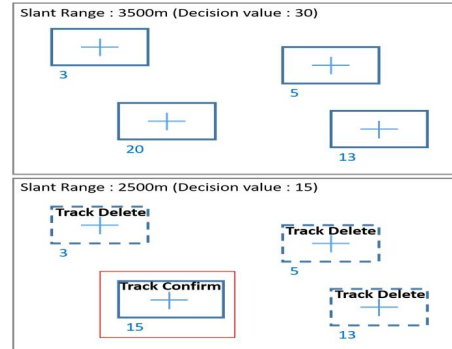 Slant Range : 3500m (Decision value : 30)
3
5
20
13
Slant Range : 2500m (Decision value : 15)
Track Delete
3
Track Delete
5
Track Confirm
15
Track Delete
13